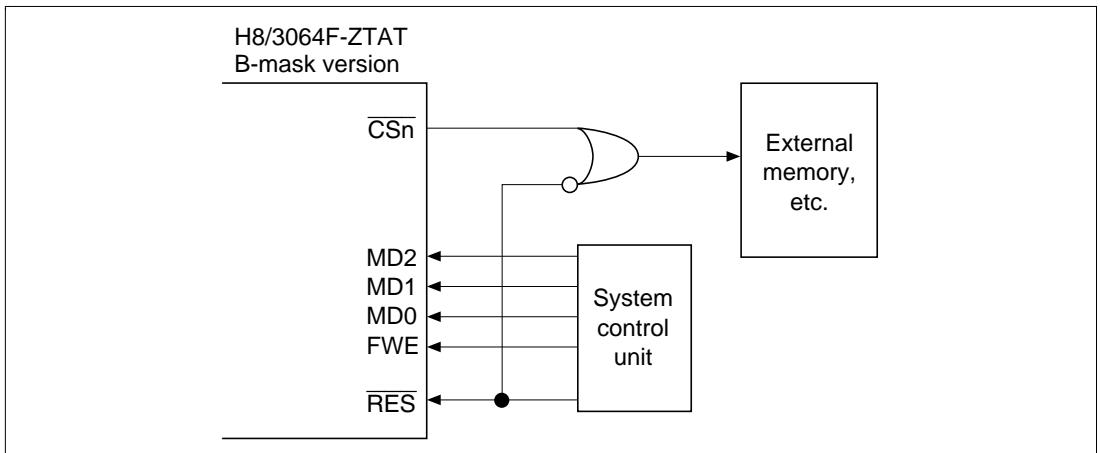 H8/3064F-ZTAT
B-mask version
CSn
External
memory,
etc.
MD2
MD1
MD0
FWE
RES
System
control
unit